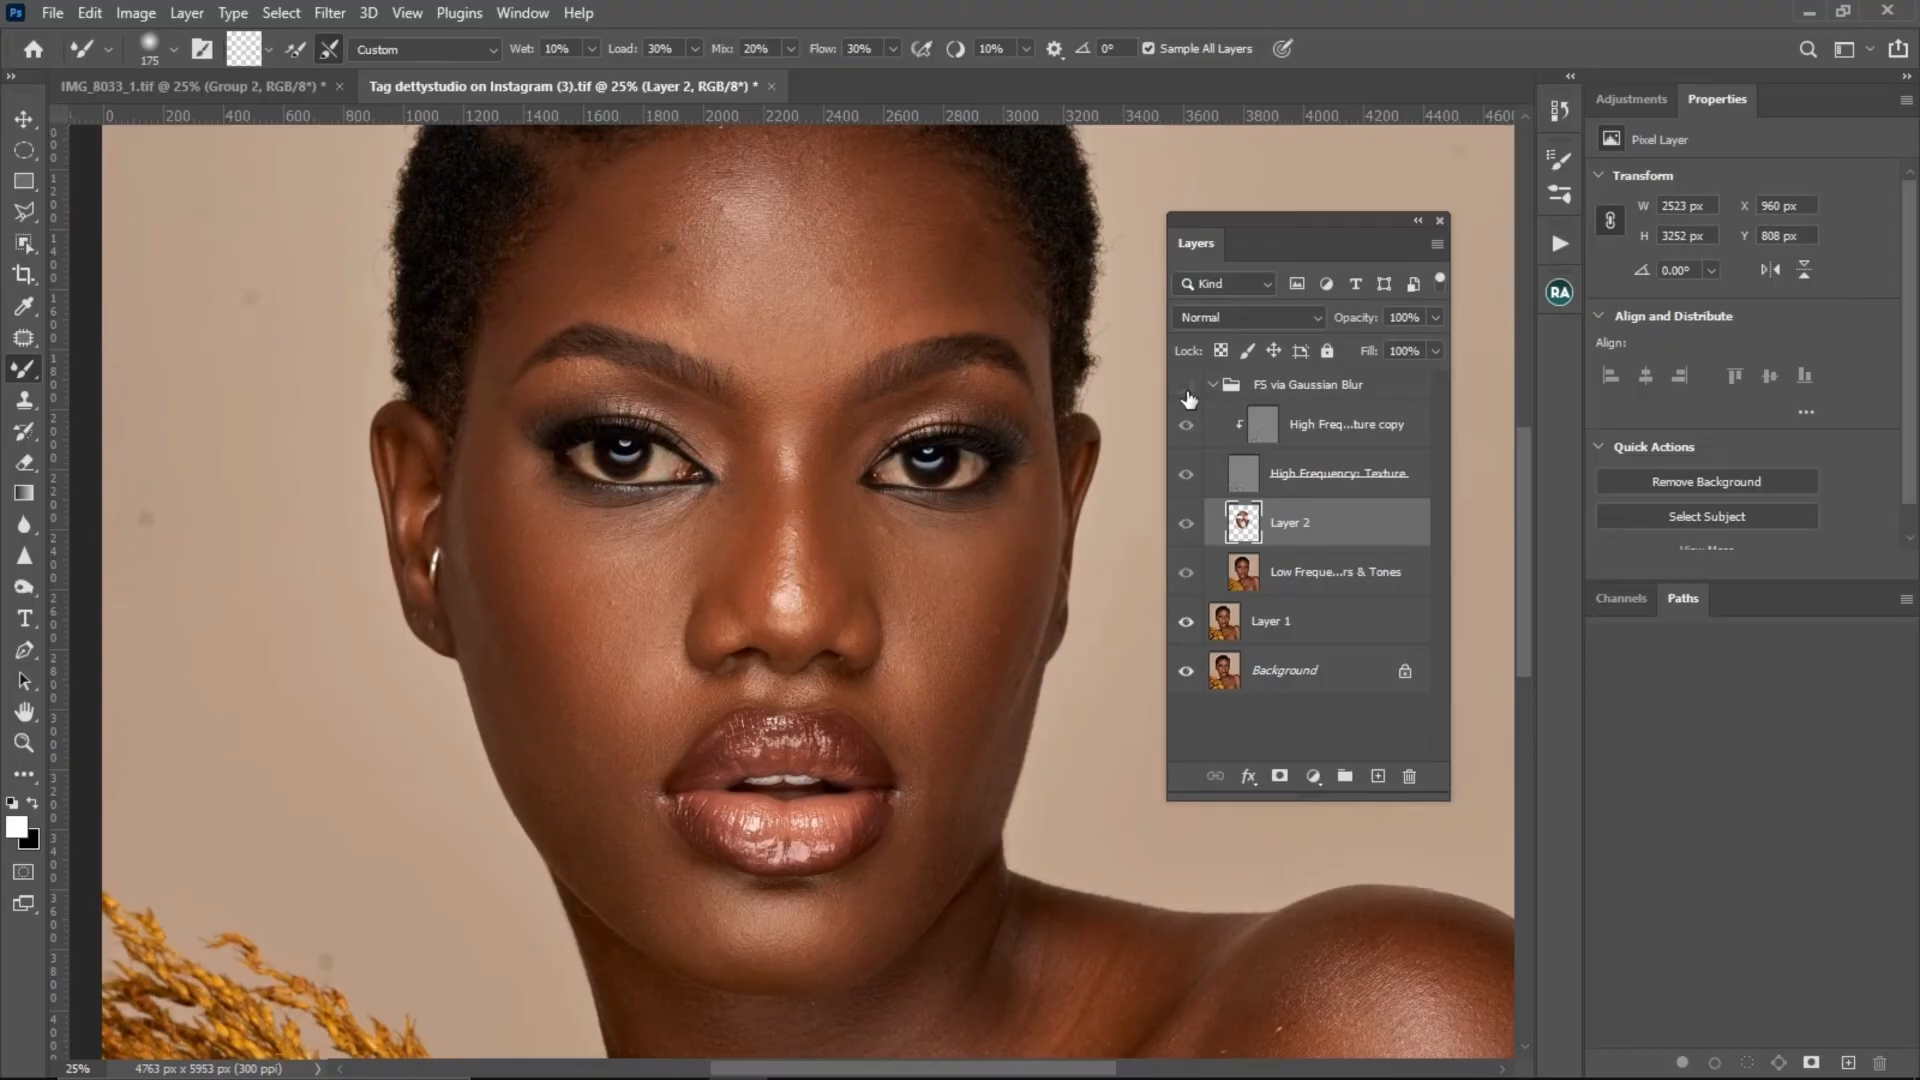 Ps File Edit Image Layer Type Select Filter 3D View Plugins Window Help
175 Custom Wet: 10% Load: 30% Mix: 20% Flow: 30% 10% 0° Sample All Layers
IMG_8033_1.tif @ 25% (Group 2, RGB/8*) * × Tag dettystudio on Instagram (3).tif @ 25% (Layer 2, RGB/8*) * ×
0 200 400 600 800 1000 1200 1400 1600 1800 2000 2200 2400 2600 2800 3000 3200 3400 3600 3800 4000 4200 4400 4600
Adjustments Properties
Pixel Layer
Transform
W 2523 px X 960 px
H 3252 px Y 808 px
0.00°
Align and Distribute
Align:
Quick Actions
Remove Background
Select Subject
RA
Channels Paths
Layers
Kind
Normal Opacity: 100%
Lock: Fill: 100%
FS via Gaussian Blur
High Freq...ture copy
High Frequency: Texture
Layer 2
Low Freque...rs & Tones
Layer 1
Background
fx
25% 4763 px x 5953 px (300 ppi)